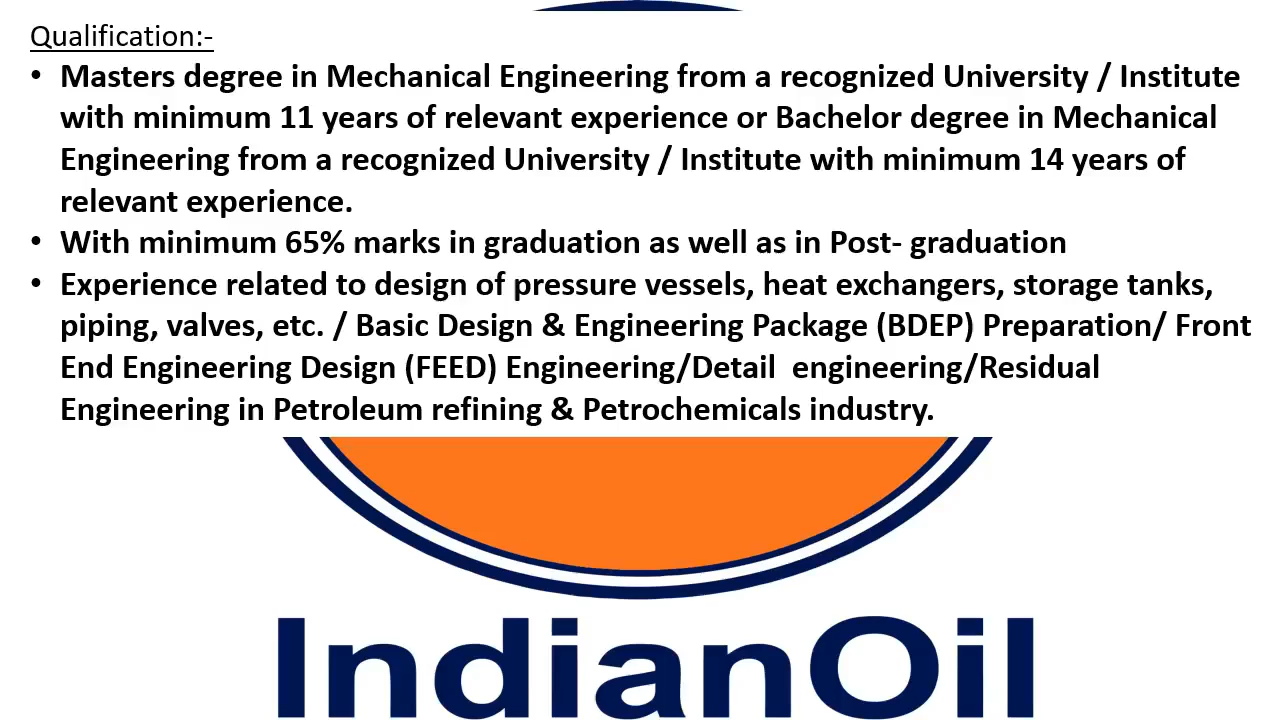 Qualification:-
• Masters degree in Mechanical Engineering from a recognized University / Institute
with minimum 11 years of relevant experience or Bachelor degree in Mechanical
Engineering from a recognized University / Institute with minimum 14 years of
relevant experience.
• With minimum 65% marks in graduation as well as in Post- graduation
• Experience related to design of pressure vessels, heat exchangers, storage tanks,
piping, valves, etc. / Basic Design & Engineering Package (BDEP) Preparation/ Front
End Engineering Design (FEED) Engineering/Detail  engineering/Residual
Engineering in Petroleum refining & Petrochemicals industry.
IndianOil